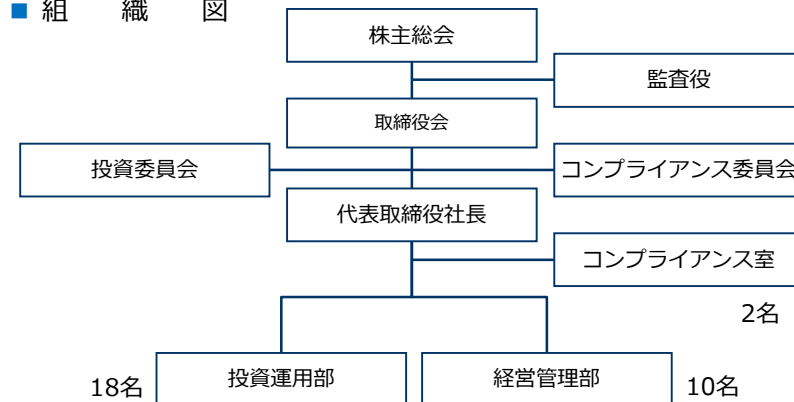 ■ 組 織 図
株主総会
監査役
取締役会
投資委員会
コンプライアンス委員会
代表取締役社長
コンプライアンス室
2名
18名
投資運用部
経営管理部
10名